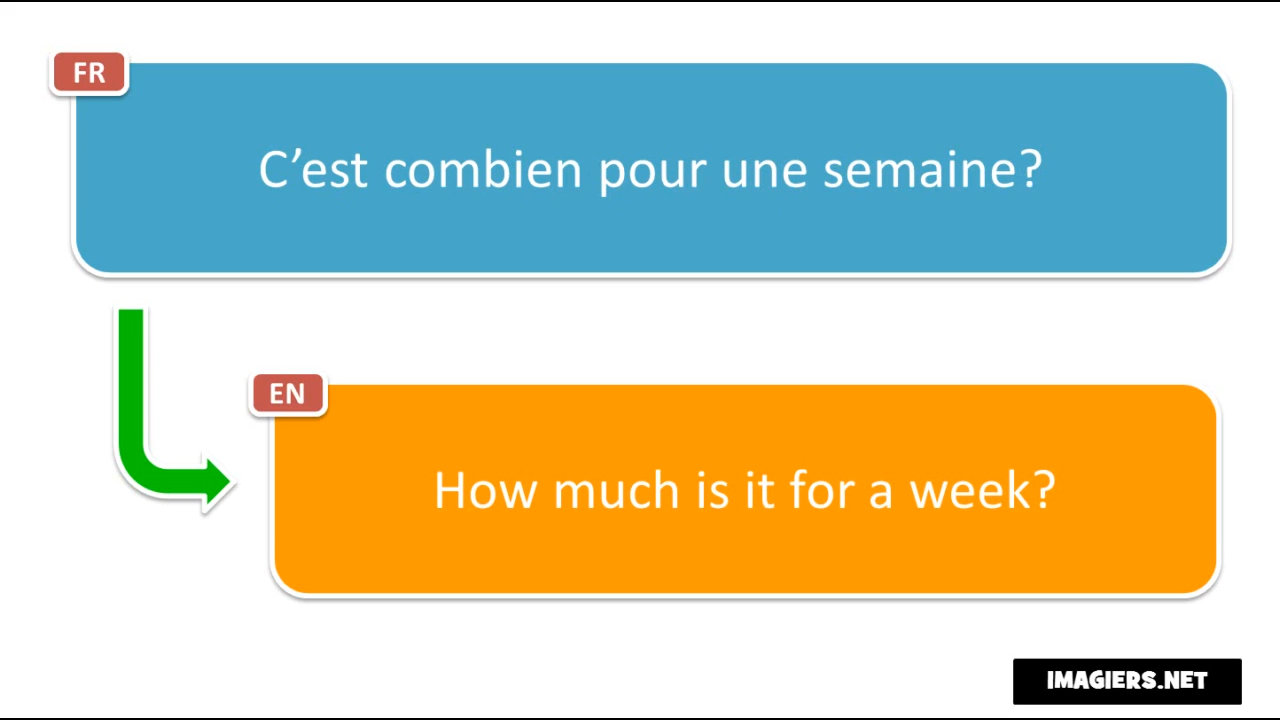 FR
C’est combien pour une semaine?
EN
How much is it for a week?
IMAGIERS.NET